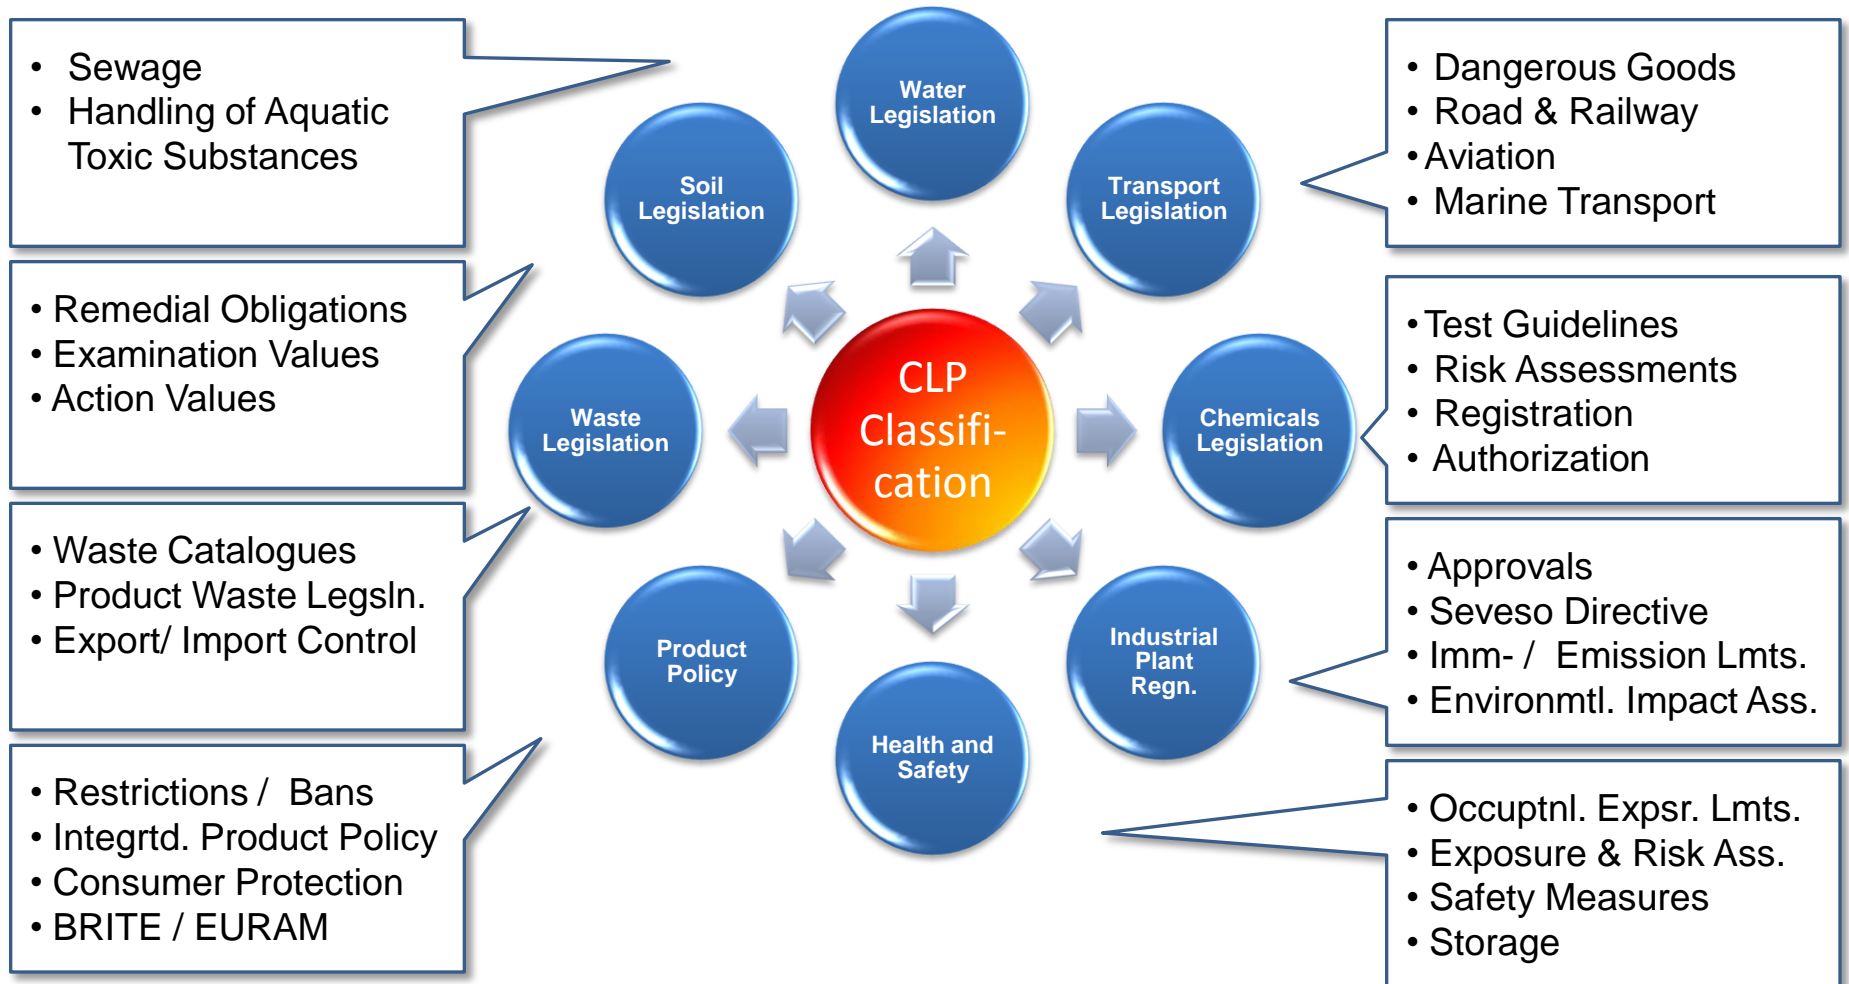 • Sewage
• Handling of Aquatic
Toxic Substances
• Remedial Obligations
• Examination Values
• Action Values
• Waste Catalogues
• Product Waste Legsln.
• Export/ Import Control
• Restrictions / Bans
• Integrtd. Product Policy
• Consumer Protection
• BRITE / EURAM
Water
Legislation
Soil
Legislation
Transport
Legislation
Waste
Legislation
CLP
Classifi-
cation
Chemicals
Legislation
Product
Policy
Industrial
Plant
Regn.
Health and
Safety
• Dangerous Goods
• Road & Railway
• Aviation
• Marine Transport
• Test Guidelines
• Risk Assessments
• Registration
• Authorization
• Approvals
• Seveso Directive
• Imm- / Emission Lmts.
• Environmtl. Impact Ass.
• Occuptnl. Expsr. Lmts.
• Exposure & Risk Ass.
• Safety Measures
• Storage